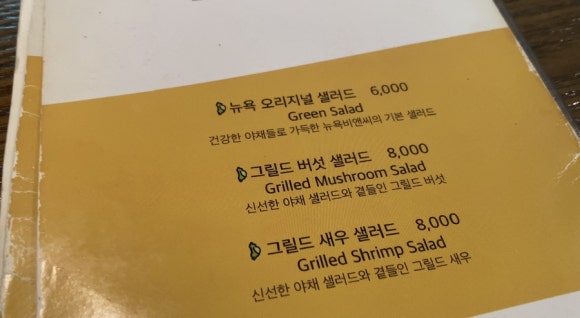 뉴욕 오리지널 샐러드 6,000
Green Salad
건강한 야채들로 가득한 뉴욕비앤씨의 기본 샐러드
그릴드 버섯 샐러드 8,000
Grilled Mushroom Salad
신선한 야채 샐러드와 곁들인 그릴드 버섯
그릴드 새우 샐러드 8,000
Grilled Shrimp Salad
신선한 야채 샐러드와 곁들인 그릴드 새우